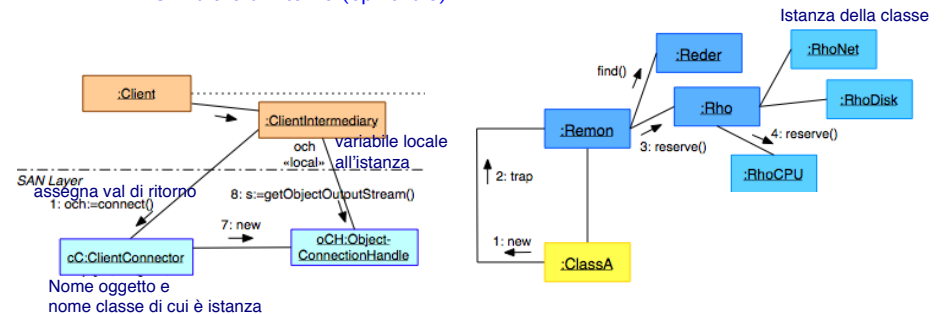 Istanza della classe
:Client
:ClientIntermediary
och
«local»
variabile locale
all'istanza
SAN Layer
assegna val di ritorno
1: och:=connect()
8: s:=getObjectOutputStream()
7: new
cC:ClientConnector
oCH:Object-
ConnectionHandle
Nome oggetto e
nome classe di cui è istanza
:Reder
:RhoNet
find()
:Rho
:RhoDisk
:Remon
3: reserve()
4: reserve()
2: trap
:RhoCPU
1: new
:ClassA